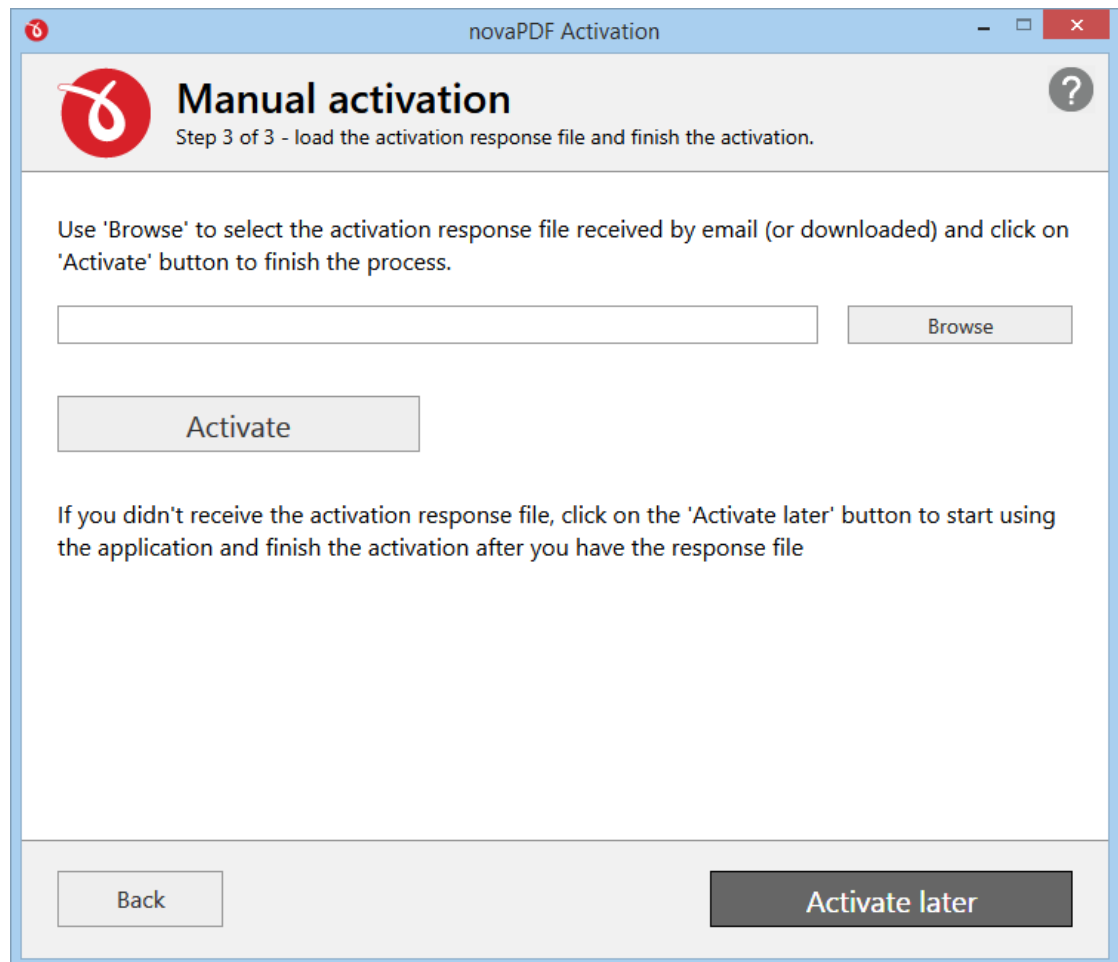 novaPDF Activation
Manual activation
Step 3 of 3 - load the activation response file and finish the activation.
Use 'Browse' to select the activation response file received by email (or downloaded) and click on
'Activate' button to finish the process.
Browse
Activate
If you didn't receive the activation response file, click on the 'Activate later' button to start using
the application and finish the activation after you have the response file
Back
Activate later